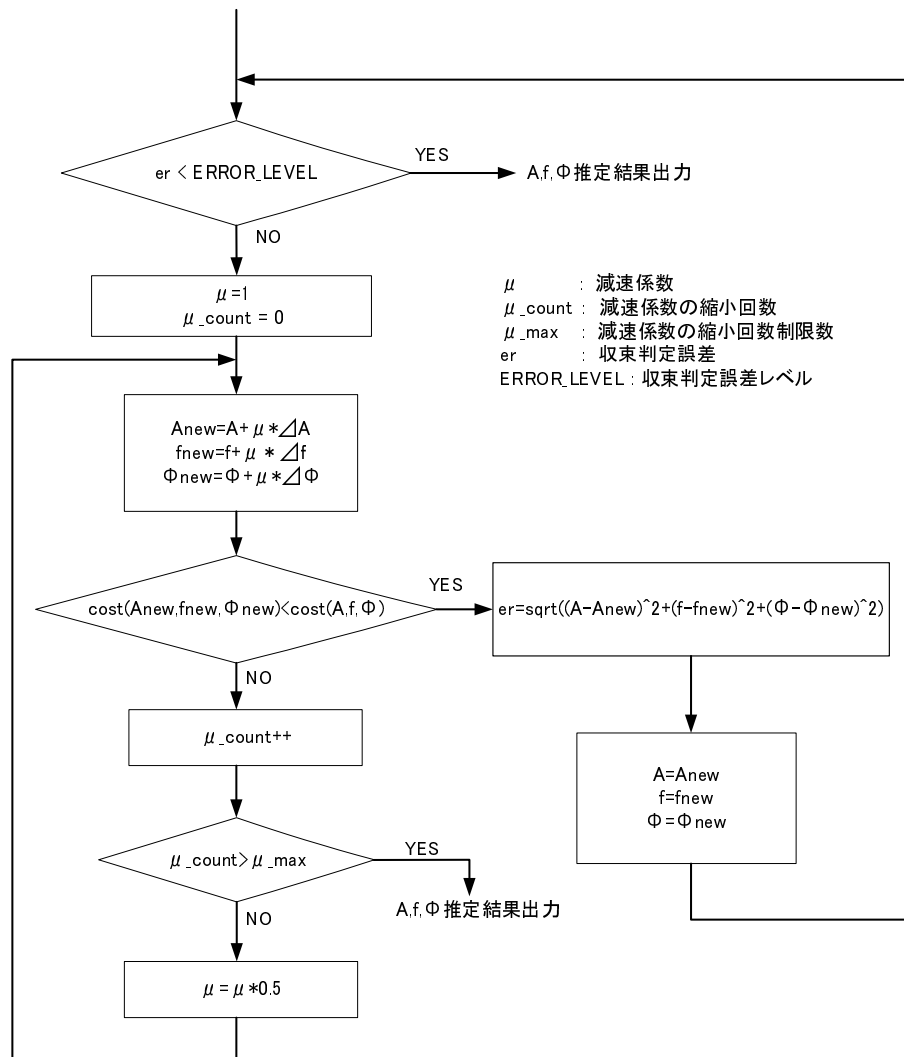 er < ERROR_LEVEL
YES
A,f,Φ推定結果出力
NO
μ=1
μ_count = 0
μ : 減速係数
μ_count : 減速係数の縮小回数
μ_max : 減速係数の縮小回数制限数
er : 収束判定誤差
ERROR_LEVEL : 収束判定誤差レベル
Anew=A+μ*⊿A
fnew=f+μ*⊿f
Φnew=Φ+μ*⊿Φ
cost(Anew,fnew,Φnew)<cost(A,f,Φ)
YES
er=sqrt((A-Anew)^2+(f-fnew)^2+(Φ-Φnew)^2)
NO
μ_count++
A=Anew
f=fnew
Φ=Φnew
μ_count>μ_max
YES
A,f,Φ推定結果出力
NO
μ=μ*0.5